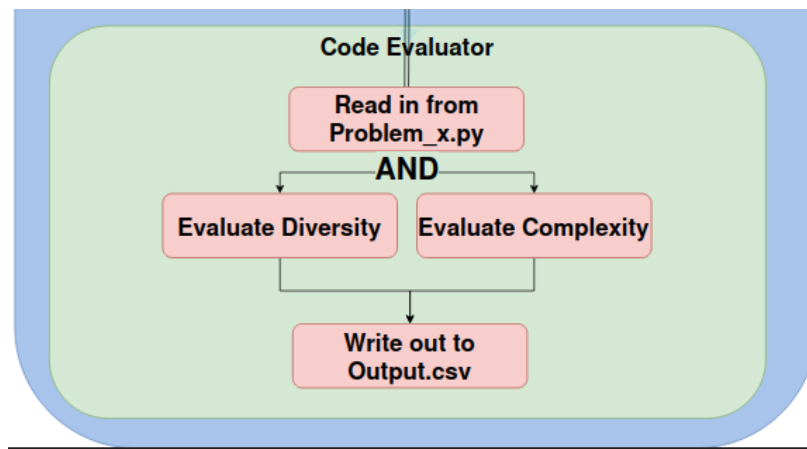 Code Evaluator
Read in from
Problem_x.py
AND
Evaluate Diversity
Evaluate Complexity
Write out to
Output.csv